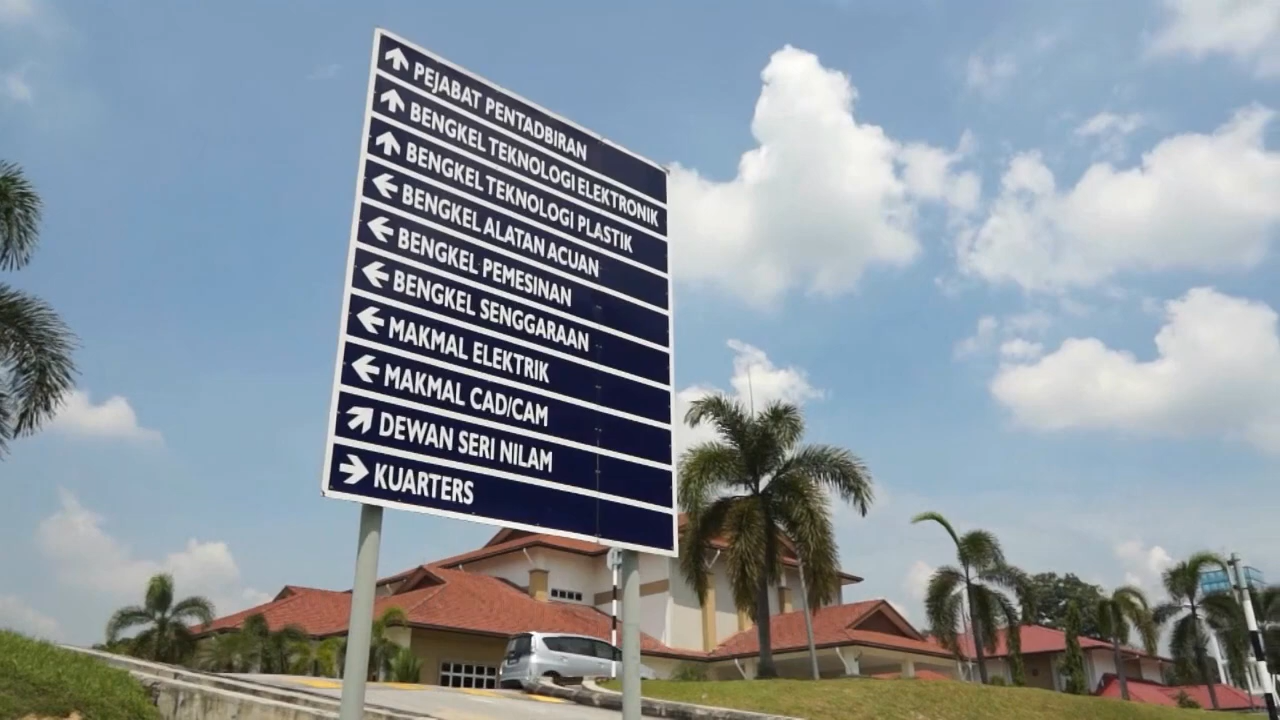 PEJABAT PENTADBIRAN
BENGKEL TEKNOLOGI ELEKTRONIK
BENGKEL TEKNOLOGI PLASTIK
BENGKEL ALATAN ACUAN
BENGKEL PEMESINAN
BENGKEL SENGGARAAN
MAKMAL ELEKTRIK
MAKMAL CAD/CAM
DEWAN SERI NILAM
KUARTERS